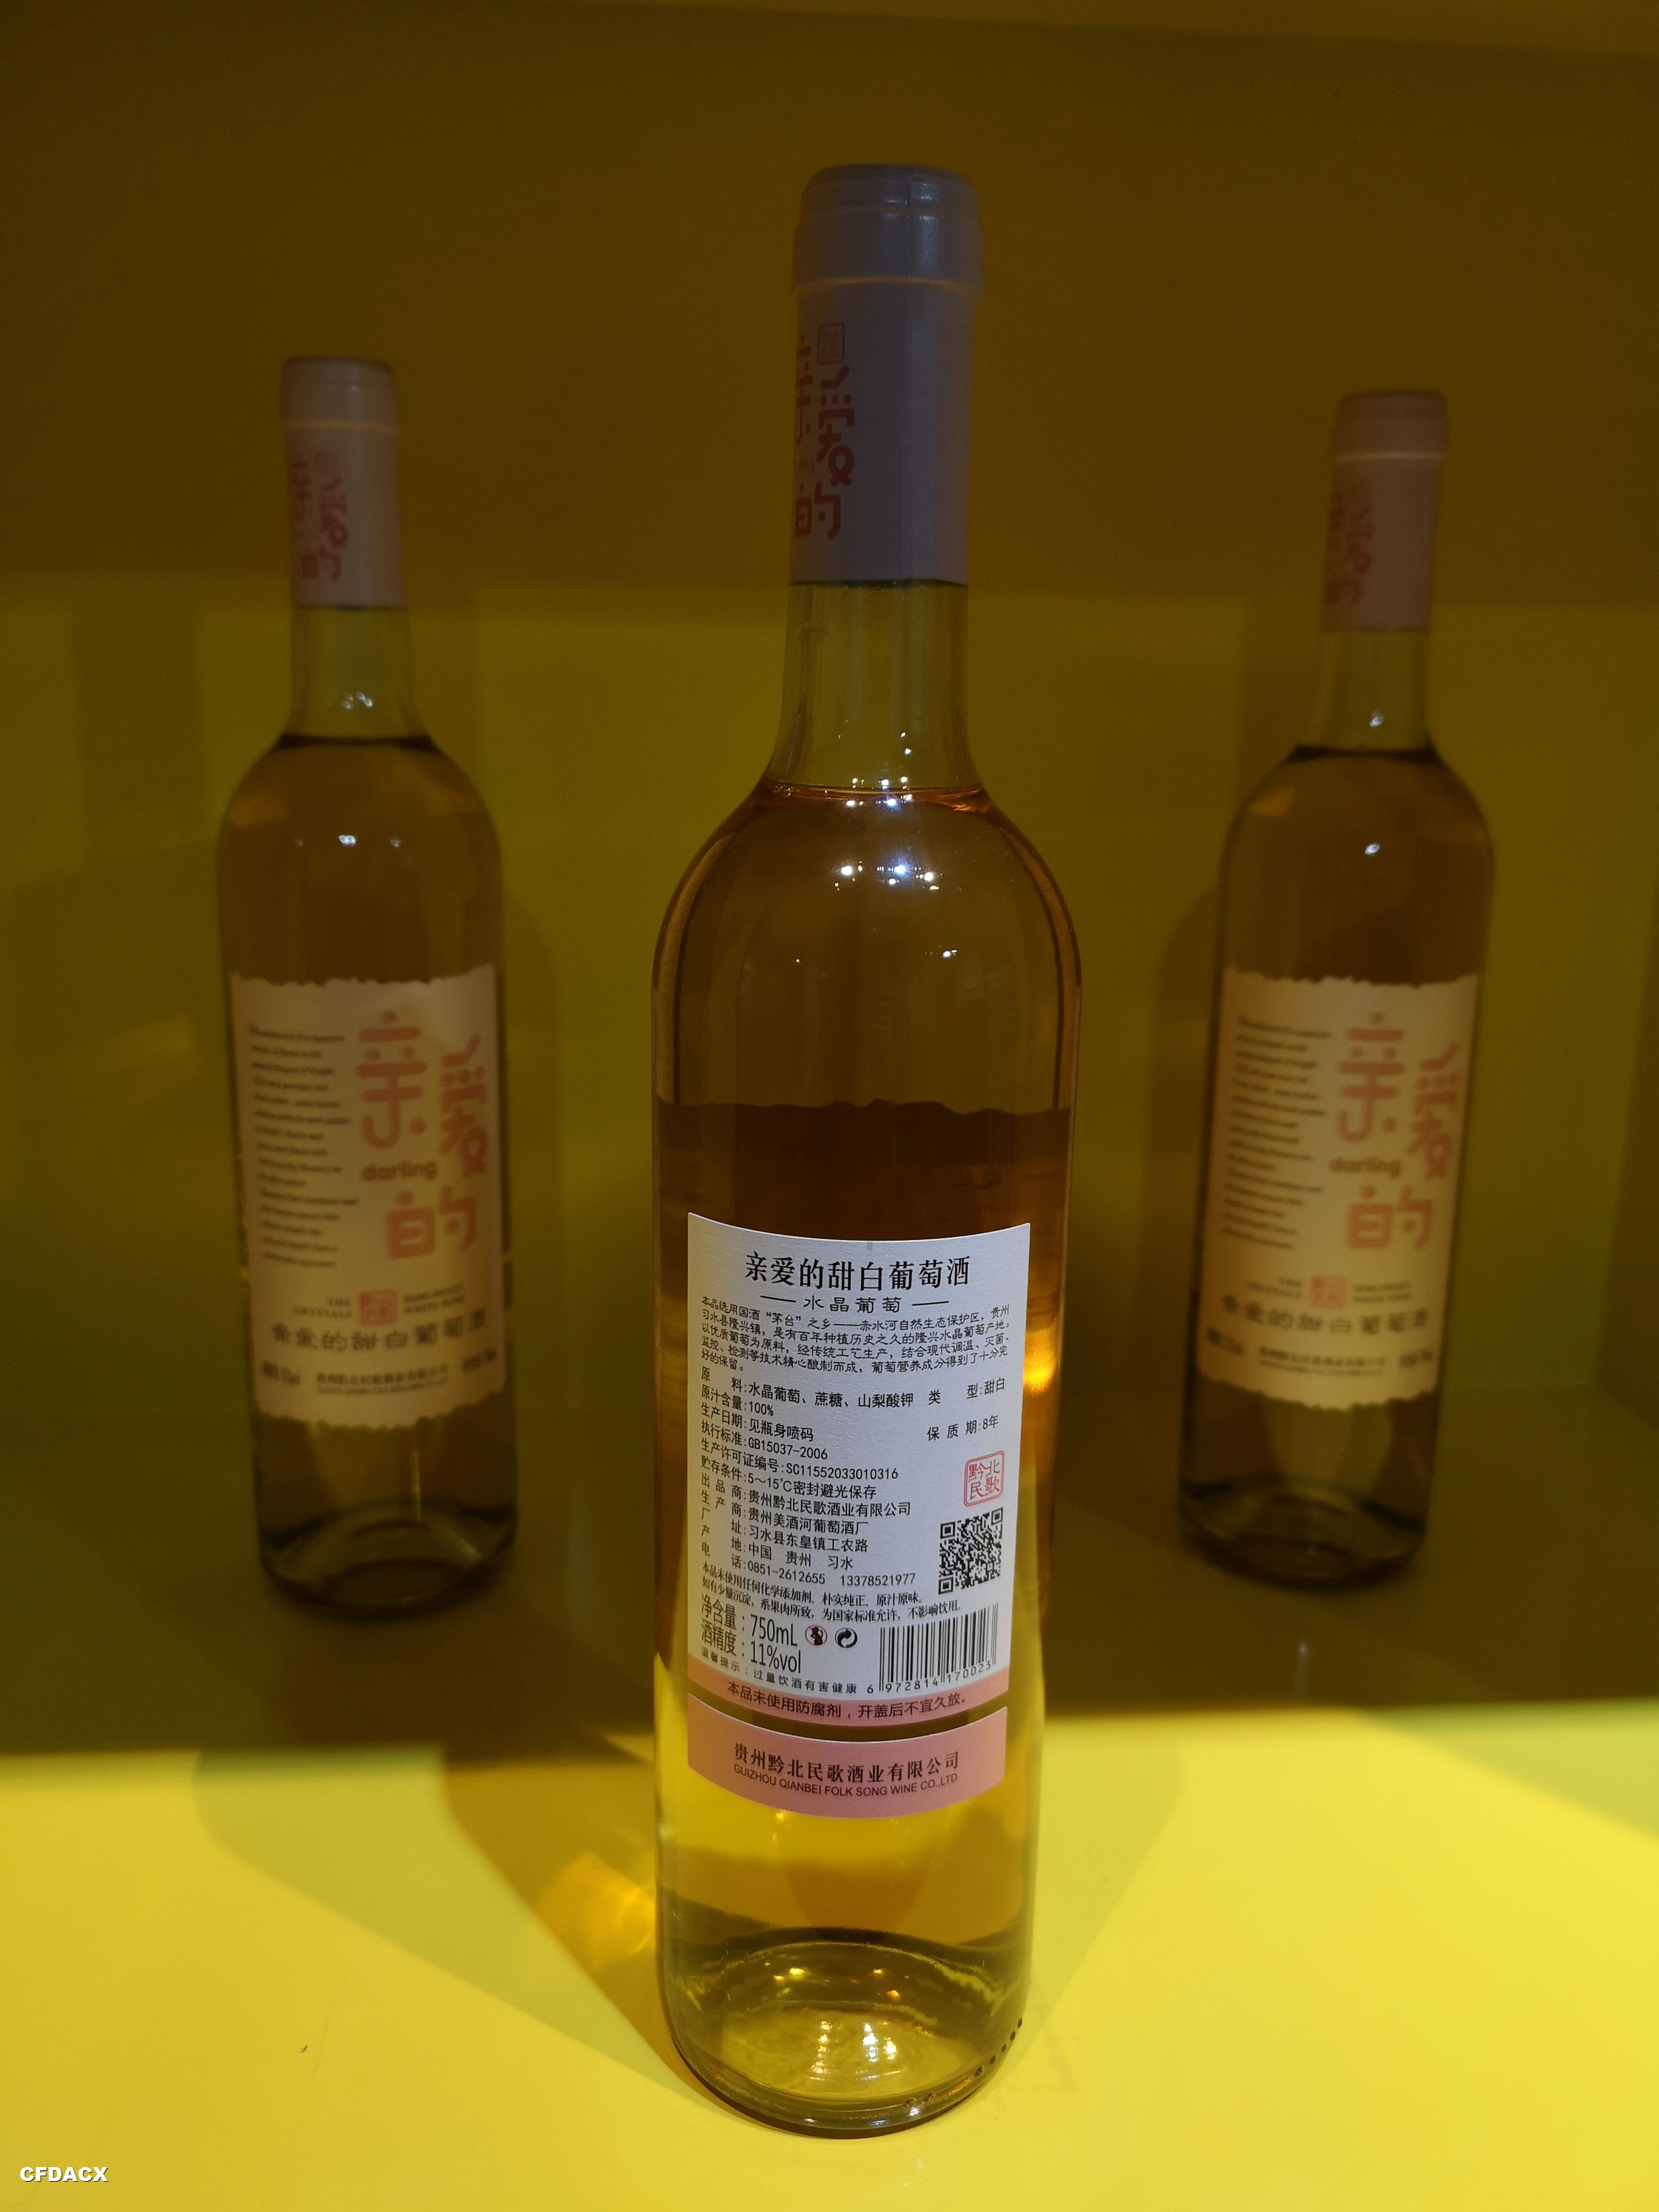 亲爱的
亲爱的
亲爱的
亲爱的
darling
亲爱的甜白葡萄酒
亲爱的
darling
亲爱的甜白葡萄酒
亲爱的甜白葡萄酒
水晶葡萄
本品选用国酒“茅台”之乡——赤水河自然生态保护区，贵州
习水县隆兴镇，是有百年种植历史之久的隆兴水晶葡萄产地。
以优质葡萄为原料，经传统工艺生产，结合现代调温、灭菌、
监控、检测等技术精心酿制而成，葡萄营养成分得到了十分完
好的保留。
原 料:水晶葡萄、蔗糖、山梨酸钾 类 型:甜白
原汁含量:100%
生产日期:见瓶身喷码 保质期:8年
执行标准:GB15037-2006
生产许可证编号:SC11552033010316
贮存条件:5~15℃密封避光保存
出品商:贵州黔北民歌酒业有限公司
生产商:贵州美酒河葡萄酒厂
厂 址:习水县东皇镇工农路
产 地:中国 贵州 习水
电 话:0851-2612655 13378521977
黔北民歌
本品未使用任何化学添加剂、朴实纯正、原汁原味。
如有少量沉淀，系果肉所致，为国家标准允许，不影响饮用。
净含量:750mL
酒精度:11%vol
温馨提示:过量饮酒有害健康
6 972814 170023
本品未使用防腐剂，开盖后不宜久放。
贵州黔北民歌酒业有限公司
GUIZHOU QIANBEI FOLK SONG WINE CO.,LTD
CFDACX